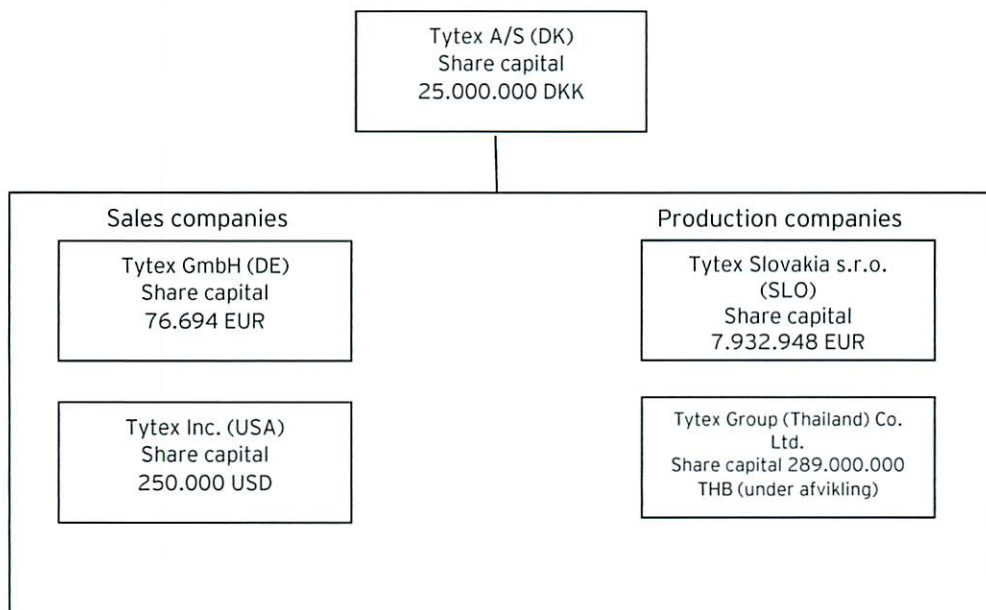 Tytex A/S (DK)
Share capital
25.000.000 DKK
Sales companies
Tytex GmbH (DE)
Share capital
76.694 EUR
Tytex Inc. (USA)
Share capital
250.000 USD
Production companies
Tytex Slovakia s.r.o.
(SLO)
Share capital
7.932.948 EUR
Tytex Group (Thailand) Co.
Ltd.
Share capital 289.000.000
THB (under afvikling)